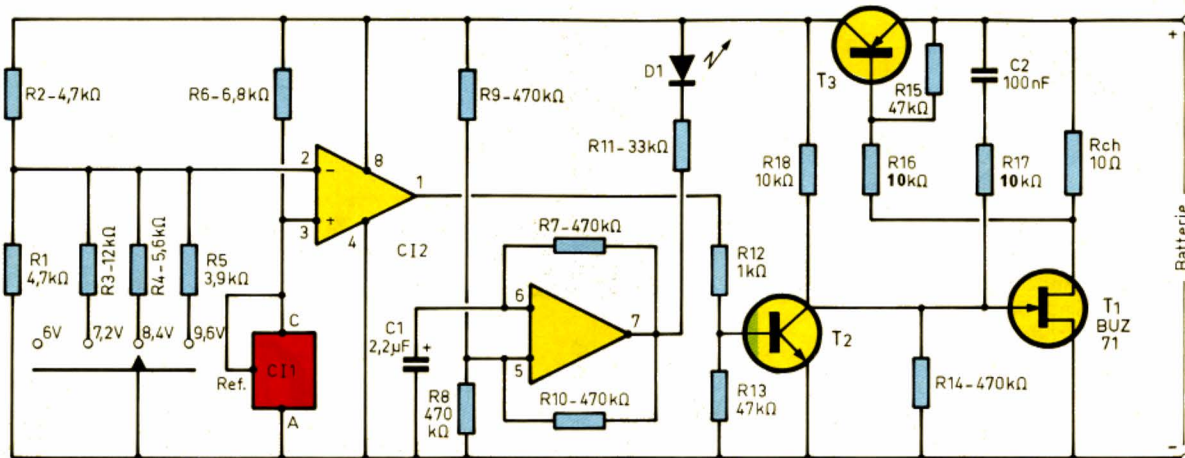 R2-4,7kΩ
R6-6,8kΩ
R9-470kΩ
D1
R11-33kΩ
T3
R15
47kΩ
C2
100nF
+
R18
10kΩ
R16
10kΩ
R17
10kΩ
Rch
10Ω
2
-
8
1
3
+
4
CI2
R1
4,7kΩ
R3-12kΩ
R4-5,6kΩ
R5
3,9kΩ
R7-470kΩ
R12
1kΩ
Batterie
6V
7,2V
8,4V
9,6V
C
Ref.
CI1
A
C1
2,2µF
+
6
7
5
R8
470
kΩ
R10-470kΩ
T2
R13
47kΩ
R14-470kΩ
T1
BUZ
71
-